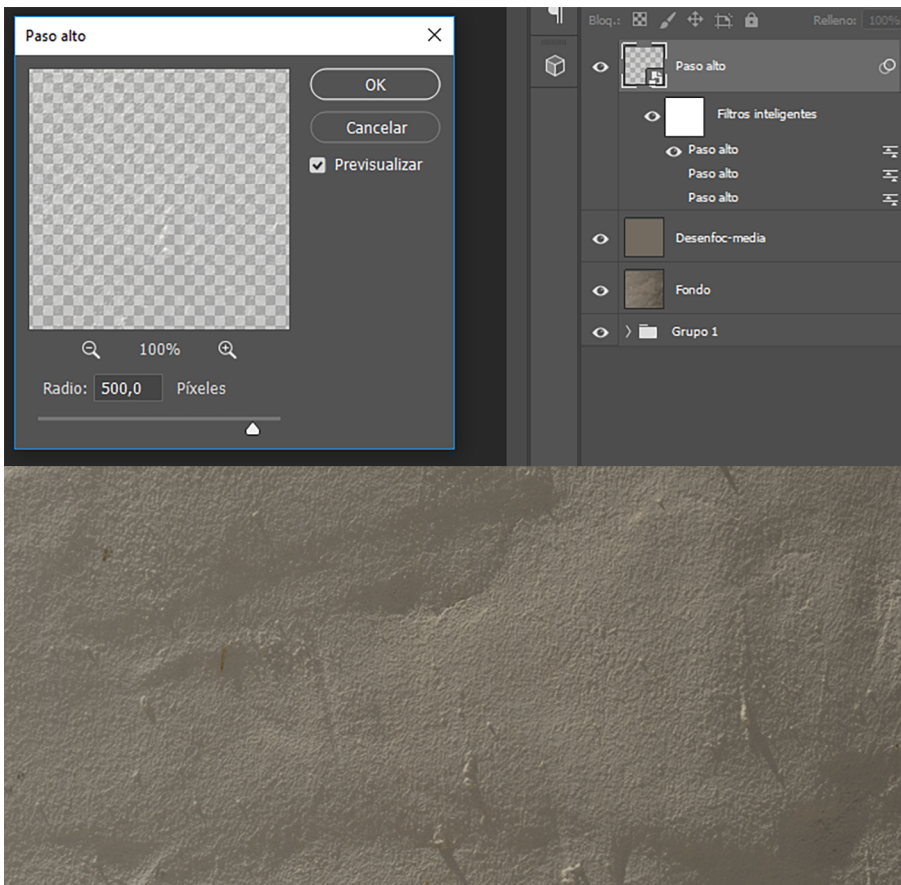 Paso alto
OK
Cancelar
Previsualizar
100%
Radio: 500,0 Píxeles
Bloq.:
Relleno: 100%
Paso alto
Filtros inteligentes
Paso alto
Paso alto
Paso alto
Desenfoc-media
Fondo
Grupo 1